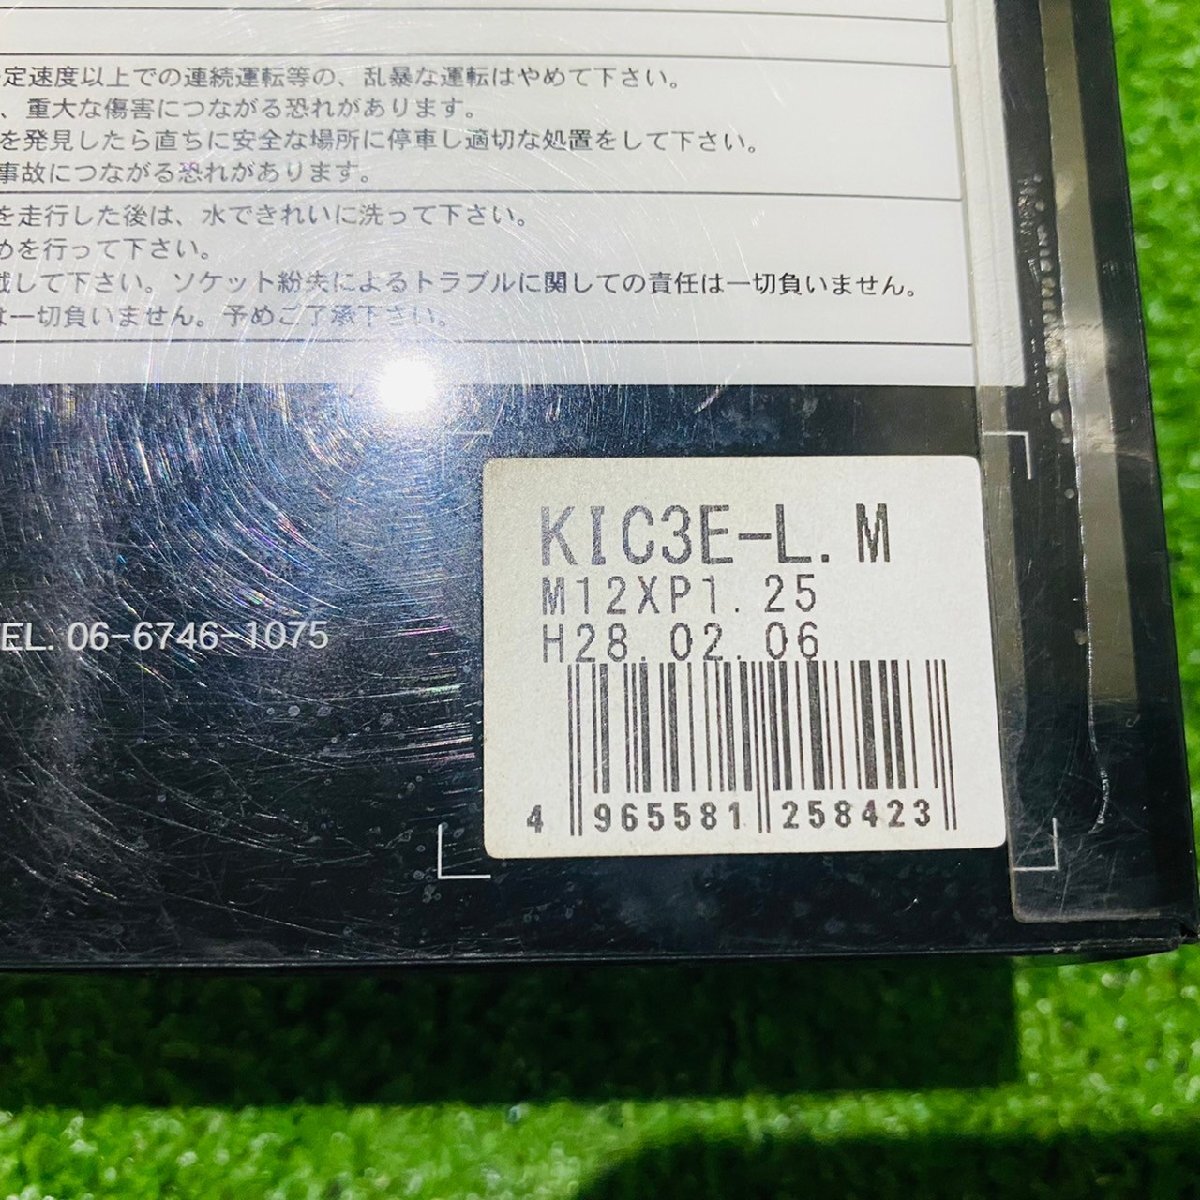 定速度以上での連続運転等の、乱暴な運転はやめて下さい。
、重大な傷害につながる恐れがあります。
を発見したら直ちに安全な場所に停車し適切な処置をして下さい。
事故につながる恐れがあります。
を走行した後は、水できれいに洗って下さい。
めを行って下さい。
して下さい。ソケット紛失によるトラブルに関しての責任は一切負いません。
は一切負いません。予めご了承下さい。
KIC3E-L.M
M12XP1.25
H28.02.06
EL. 06-6746-1075
4 965581 258423